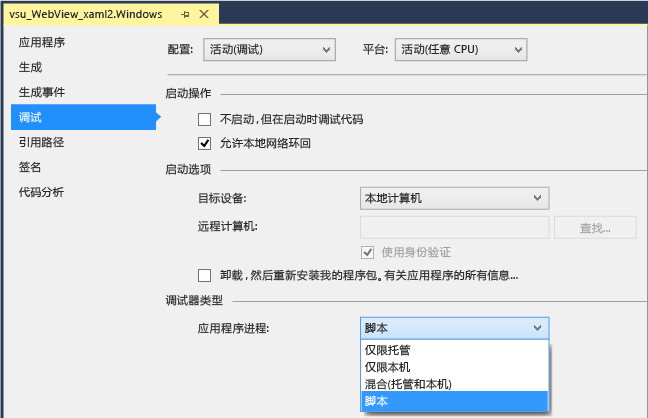 vsu_WebView_xaml2.Windows
应用程序
生成
生成事件
调试
引用路径
签名
代码分析
配置: 活动(调试) 平台: 活动(任意 CPU)
启动操作
不启动,但在启动时调试代码
允许本地网络环回
启动选项
目标设备: 本地计算机
远程计算机: 查找...
使用身份验证
卸载,然后重新安装我的程序包。有关应用程序的所有信息...
调试器类型
应用程序进程: 脚本
仅限托管
仅限本机
混合(托管和本机)
脚本